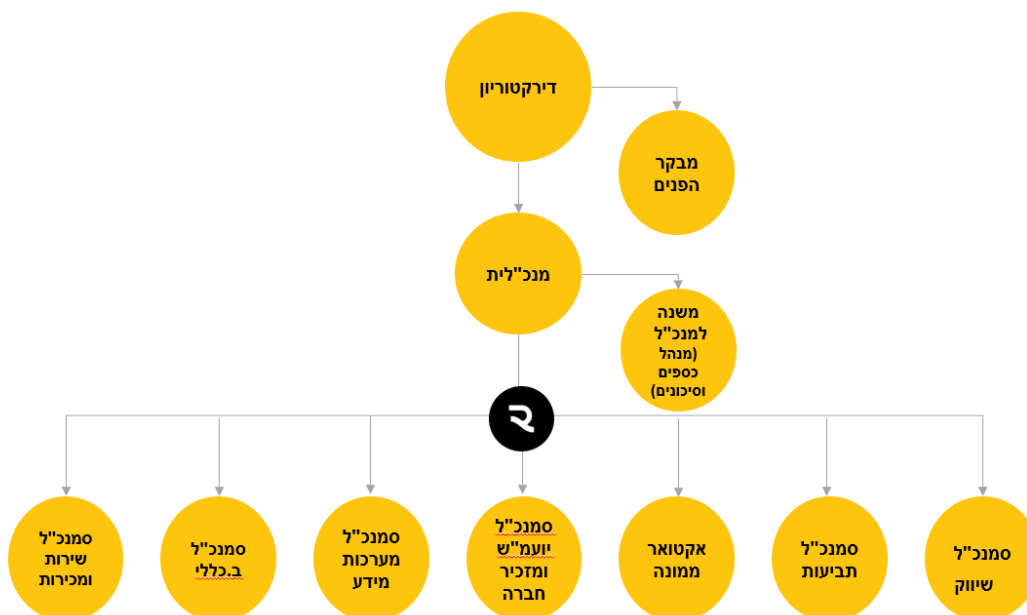 דירקטוריון
מבקר
הפנים
מנכ"לית
משנה
למנכ"ל
(מנהל
כספים
וסיכונים)
סמנכ"ל
שיווק
סמנכ"ל
תביעות
אקטואר
ממונה
סמנכ"ל
יועמ"ש
ומזכיר
חברה
סמנכ"ל
מערכות
מידע
סמנכ"ל
ב.כללי
סמנכ"ל
שירות
ומכירות